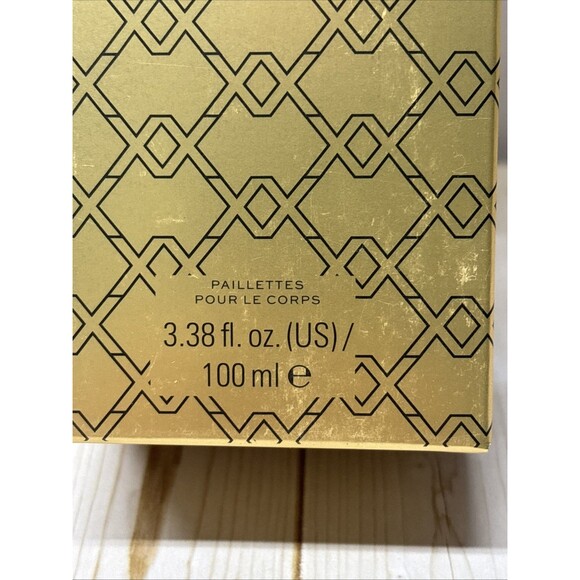 PAILLETTES
POUR LE CORPS
3.38 fl. oz. (US) /
100 ml ℮